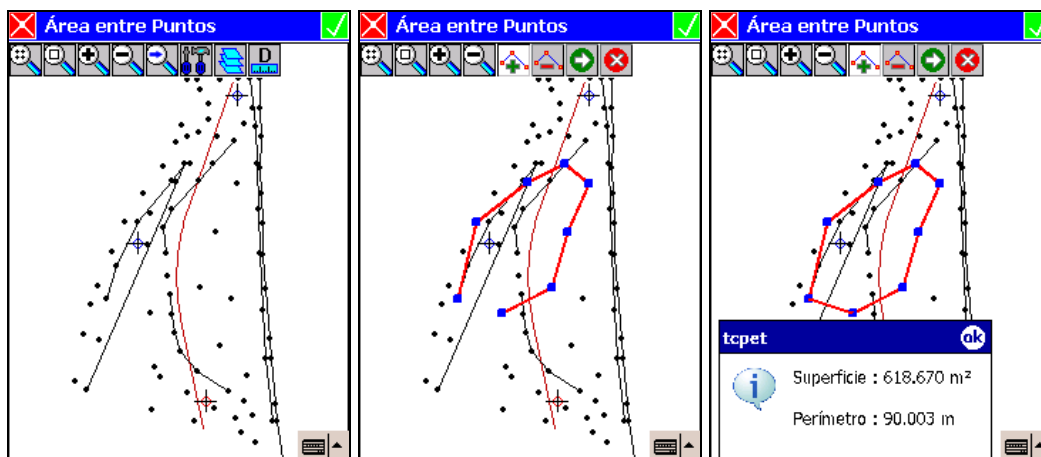 Área entre Puntos
D
Área entre Puntos
Área entre Puntos
tcpet
ok
Superficie : 618.670 m²
Perímetro : 90.003 m